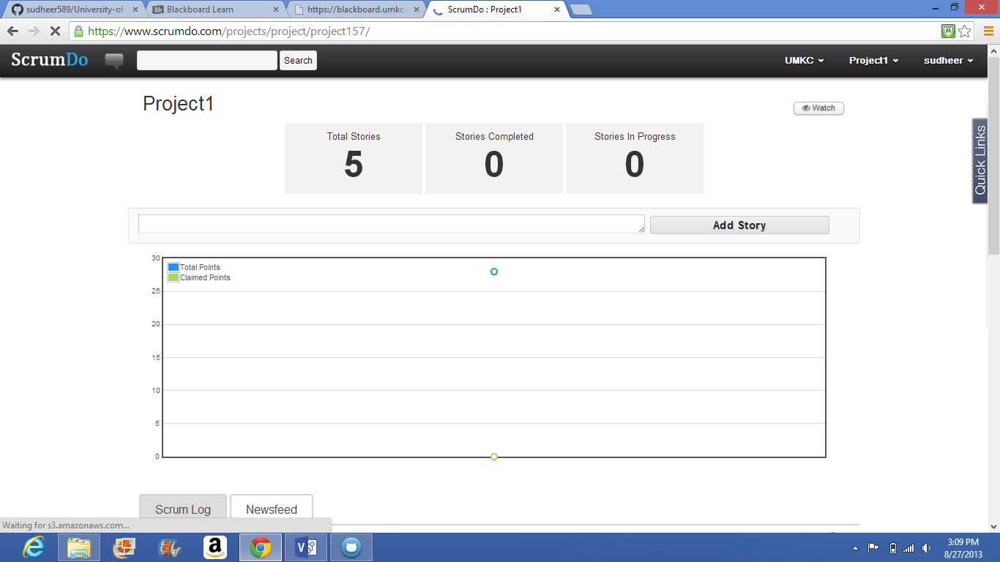 sudheer589/University-of-
Blackboard Learn
https://blackboard.umkc.
ScrumDo : Project1
https://www.scrumdo.com/projects/project/project157/
ScrumDo
Search
UMKC
Project1
sudheer
Project1
Watch
Total Stories
Stories Completed
Stories In Progress
5
0
0
Quick Links
Add Story
30
Total Points
Claimed Points
25
20
15
10
5
0
Scrum Log
Newsfeed
Waiting for s3.amazonaws.com...
3:09 PM
8/27/2013